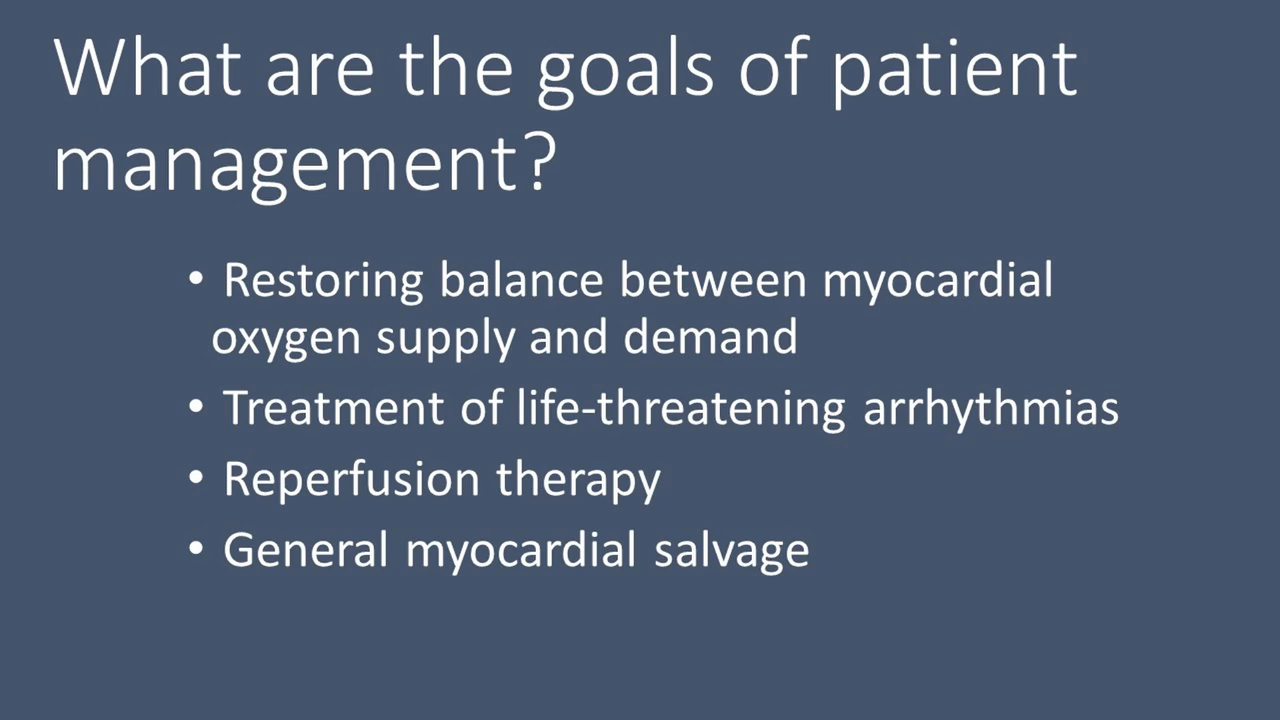 What are the goals of patient
management?
• Restoring balance between myocardial
oxygen supply and demand
• Treatment of life-threatening arrhythmias
• Reperfusion therapy
• General myocardial salvage